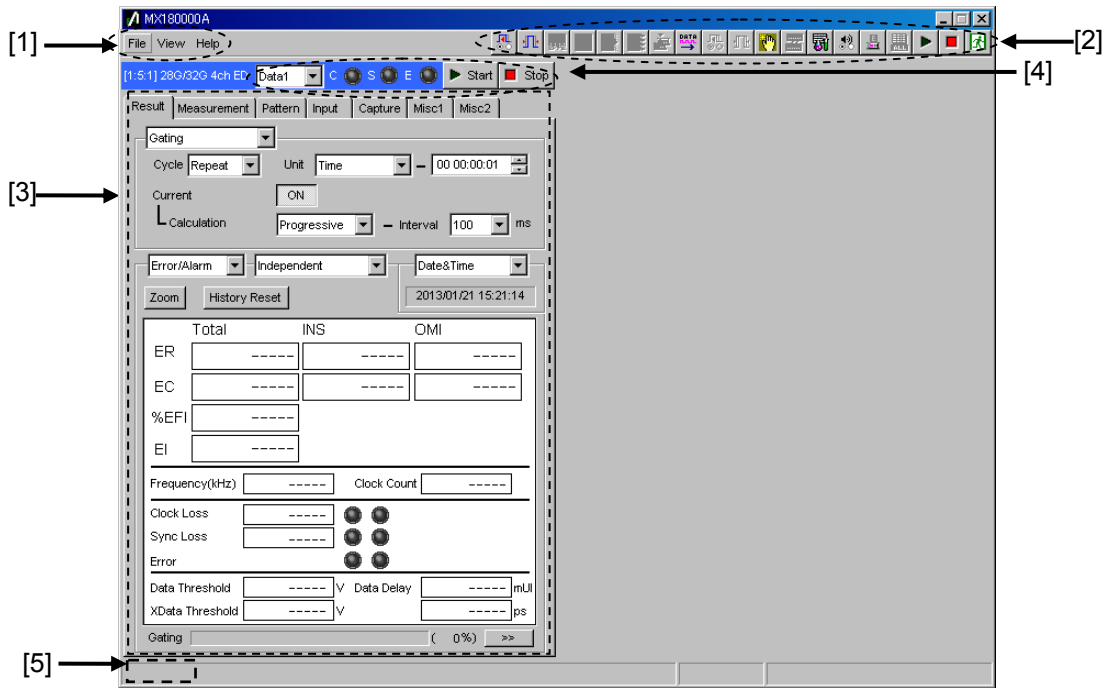 MX180000A
[1] File View Help DATA [2]
[1:5:1] 28G/32G 4ch ED Data1 C S E Start Stop [4]
Result Measurement Pattern Input Capture Misc1 Misc2
Gating
Cycle Repeat Unit Time – 00 00:00:01
[3] Current ON
Calculation Progressive – Interval 100 ms
Error/Alarm Independent Date&Time
Zoom History Reset 2013/01/21 15:21:14
Total INS OMI
ER ----- ----- -----
EC ----- ----- -----
%EFI -----
EI -----
Frequency(kHz) ----- Clock Count -----
Clock Loss -----
Sync Loss -----
Error
Data Threshold ----- V Data Delay ----- mUI
XData Threshold ----- V ----- ps
Gating ( 0%) >>
[5]